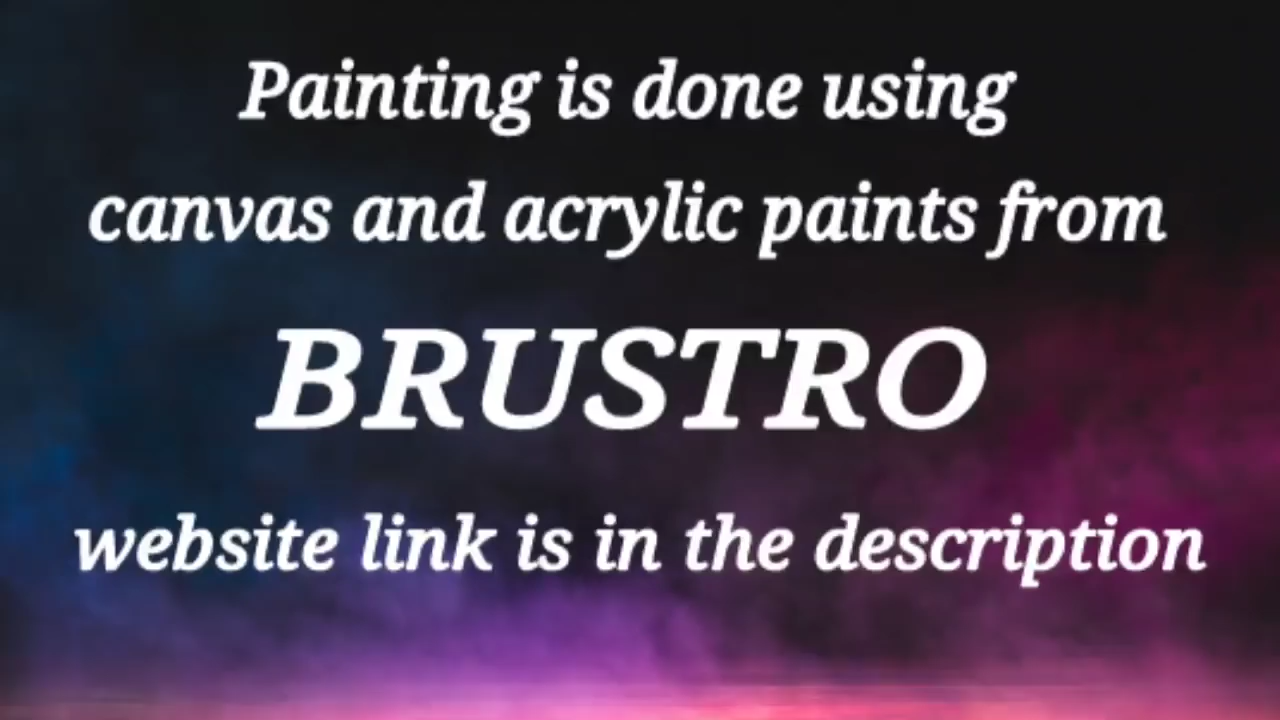 Painting is done using
canvas and acrylic paints from
BRUSTRO
website link is in the description